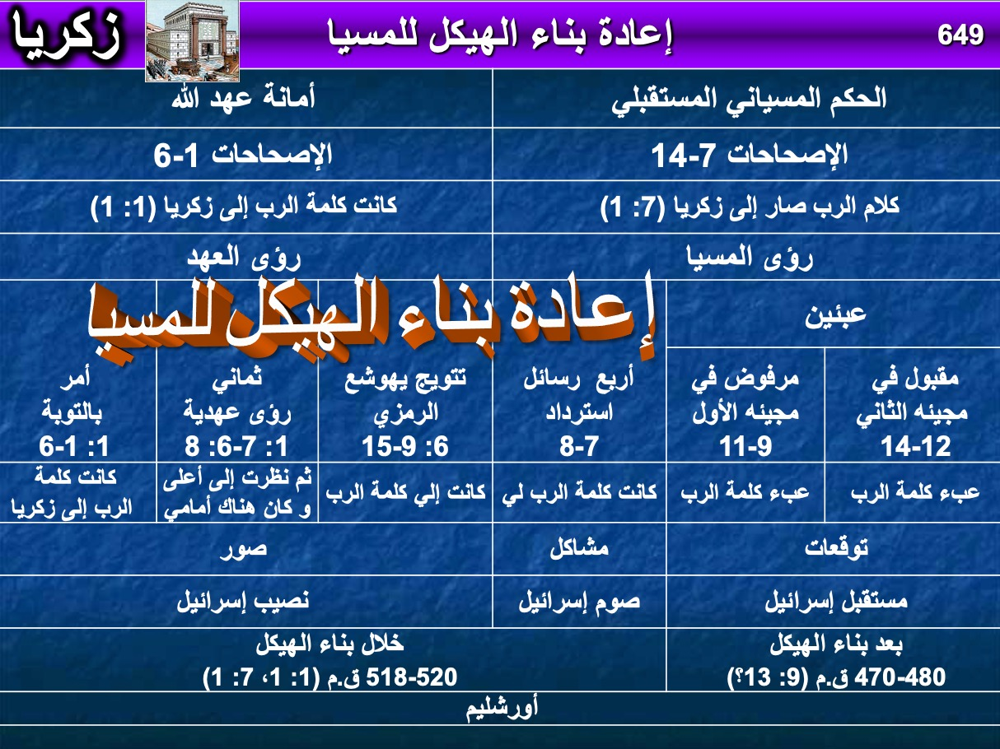 زكريا
إعادة بناء الهيكل للمسيا
649
أمانة عهد الله
الحكم المسياني المستقبلي
الإصحاحات 1-6
الإصحاحات 7-14
كانت كلمة الرب إلى زكريا (1: 1)
كلام الرب صار إلى زكريا (7: 1)
رؤى العهد
رؤى المسيا
إعادة بناء الهيكل للمسيا
عبئين
أمر
بالتوبة
1: 1-6
ثماني
رؤى عهدية
1: 7-6: 8
تتويج يهوشع
الرمزي
6: 9-15
أربع رسائل
استرداد
7-8
مرفوض في
مجيئه الأول
9-11
مقبول في
مجيئه الثاني
12-14
كانت كلمة
الرب إلى زكريا
ثم نظرت إلى أعلى
و كان هناك أمامي
كانت إلي كلمة الرب
كانت كلمة الرب لي
عبء كلمة الرب
عبء كلمة الرب
صور
مشاكل
توقعات
نصيب إسرائيل
صوم إسرائيل
مستقبل إسرائيل
خلال بناء الهيكل
520-518 ق.م (1: 1، 7: 1)
بعد بناء الهيكل
480-470 ق.م (9: 13؟)
أورشليم